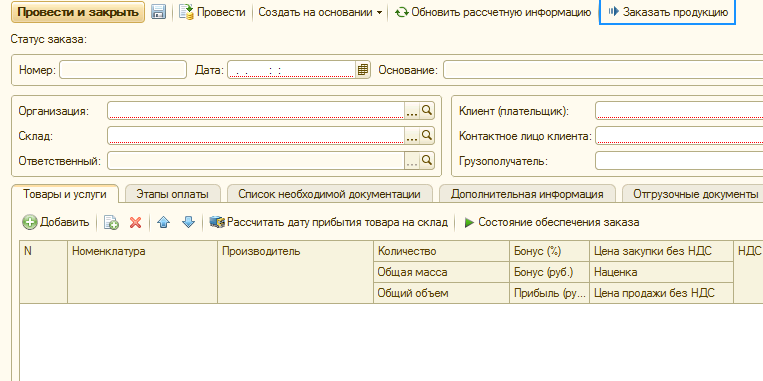 Провести и закрыть Провести Создать на основании Обновить рассчетную информацию Заказать продукцию
Статус заказа:
Номер: Дата: . . : : Основание:
Организация: ... Клиент (плательщик):
Склад: ... Контактное лицо клиента:
Ответственный: ... Грузополучатель:
Товары и услуги Этапы оплаты Список необходимой документации Дополнительная информация Отгрузочные документы
Добавить Рассчитать дату прибытия товара на склад Состояние обеспечения заказа
N Номенклатура Производитель Количество Бонус (%) Цена закупки без НДС НДС
Общая масса Бонус (руб.) Наценка
Общий объем Прибыль (ру... Цена продажи без НДС